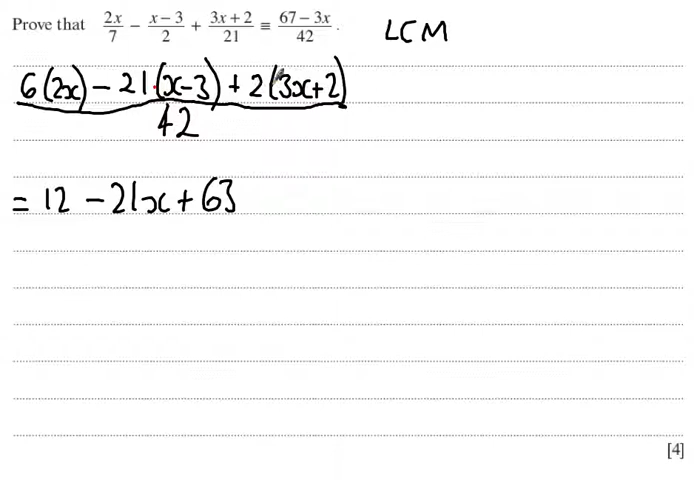 Prove that 2x/7 − x−3/2 + 3x+2/21 ≡ 67−3x/42 . LCM
6(2x) − 21(x−3) + 2(3x+2)
42
= 12 − 21x + 63
[4]